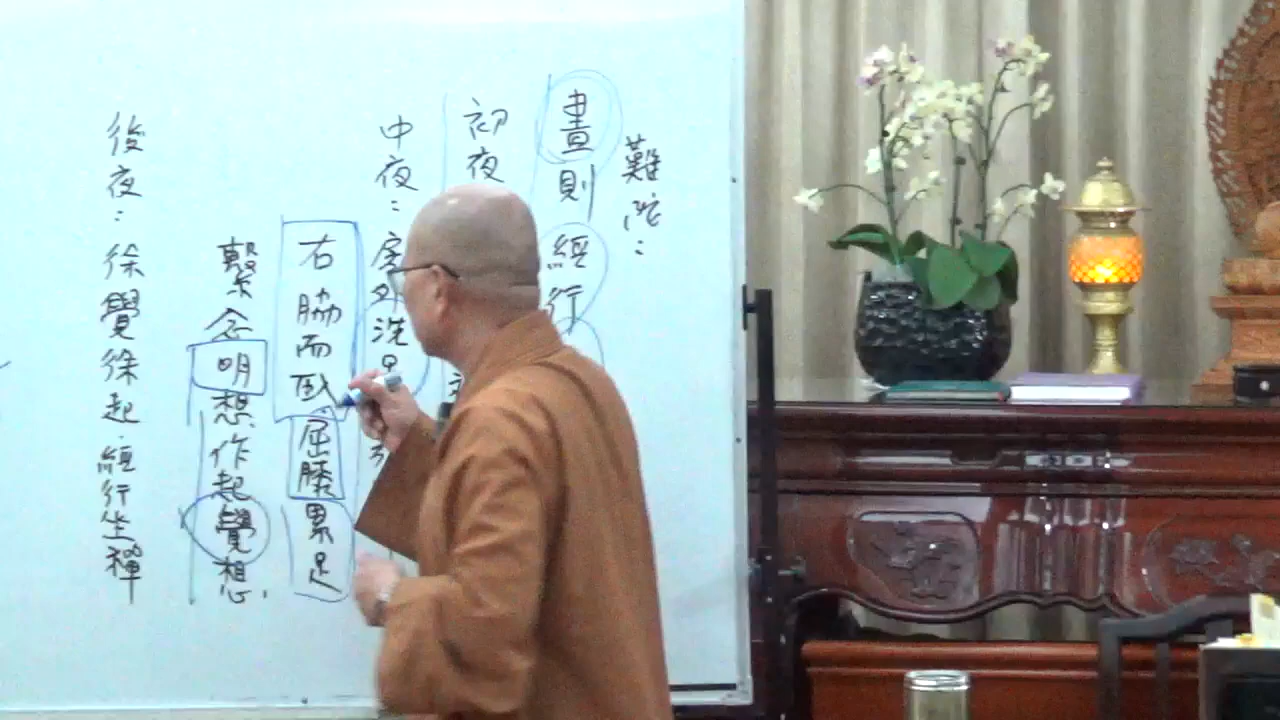 難陀：
晝則經行
初夜
中夜：房外洗足
右脇而臥屈膝累足
繫念明想．作起覺想．
後夜：徐覺徐起．經行坐禪